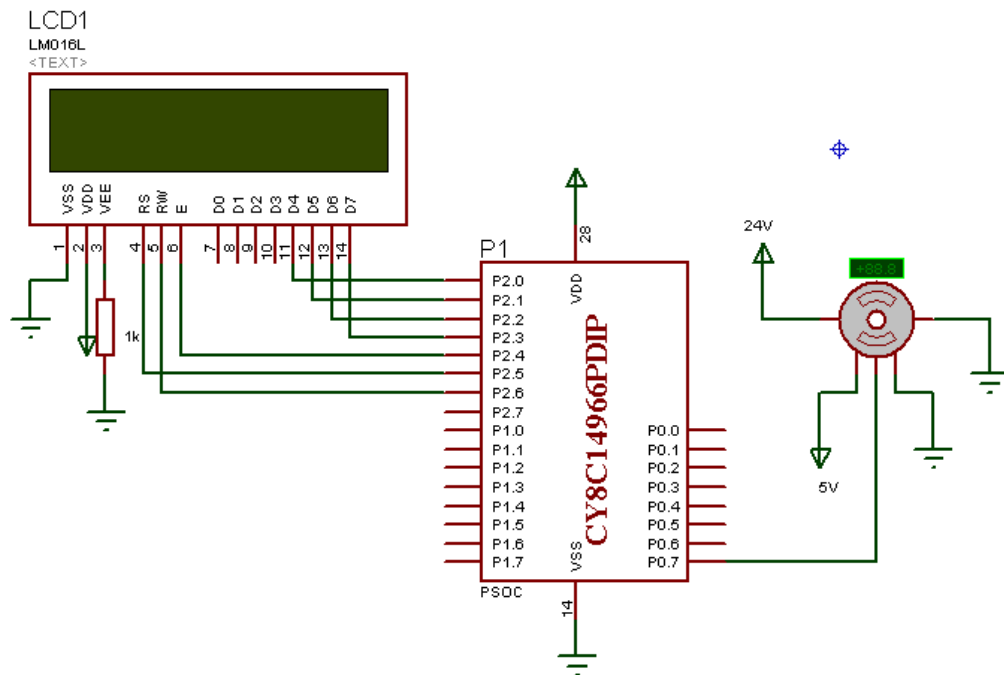 LCD1
LM016L
<TEXT>
VSS
VDD
VEE
RS
RW
E
D0
D1
D2
D3
D4
D5
D6
D7
1
2
3
4
5
6
7
8
9
10
11
12
13
14
1k
P1
28
VDD
P2.0
P2.1
P2.2
P2.3
P2.4
P2.5
P2.6
P2.7
P1.0
P1.1
P1.2
P1.3
P1.4
P1.5
P1.6
P1.7
CY8C14966PDIP
P0.0
P0.1
P0.2
P0.3
P0.4
P0.5
P0.6
P0.7
VSS
14
PSOC
24V
+88.8
5V